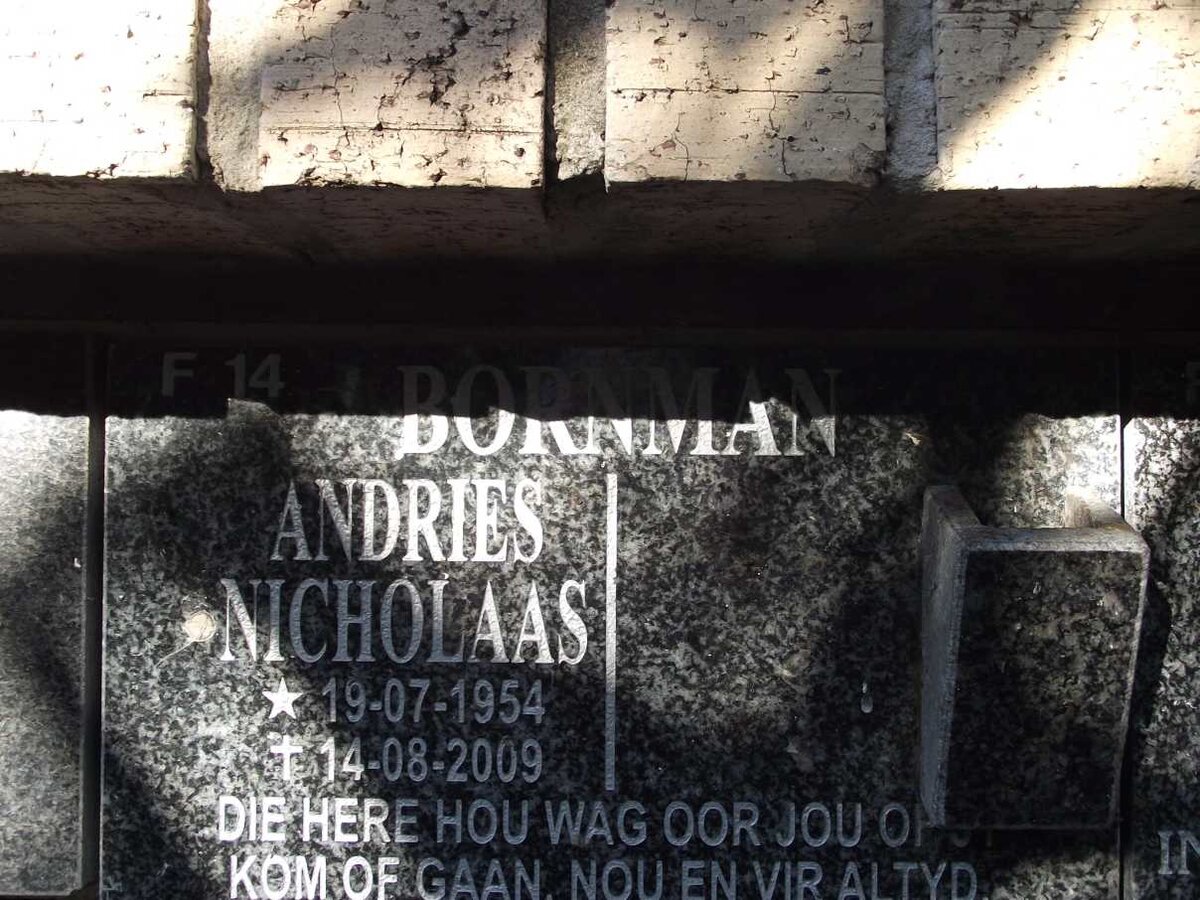 F 14
BORNMAN
ANDRIES
NICHOLAAS
19-07-1954
14-08-2009
DIE HERE HOU WAG OOR JOU
KOM OF GAAN, NOU EN VIR ALTYD
IN